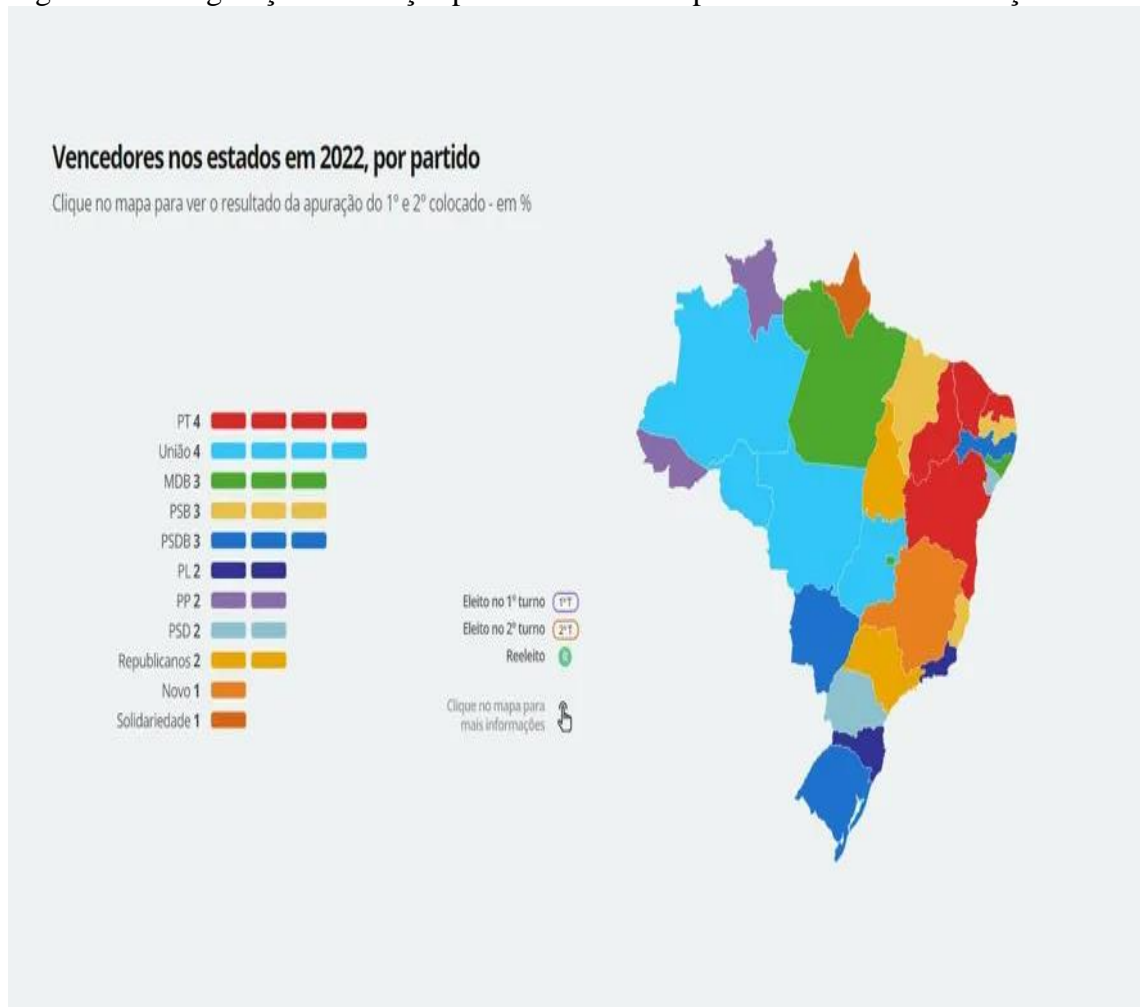 Vencedores nos estados em 2022, por partido
Clique no mapa para ver o resultado da apuração do 1º e 2º colocado - em %
PT 4
União 4
MDB 3
PSB 3
PSDB 3
PL 2
PP 2
PSD 2
Republicanos 2
Novo 1
Solidariedade 1
Eleito no 1º turno 1ºT
Eleito no 2º turno 2ºT
Reeleito
Clique no mapa para
mais informações